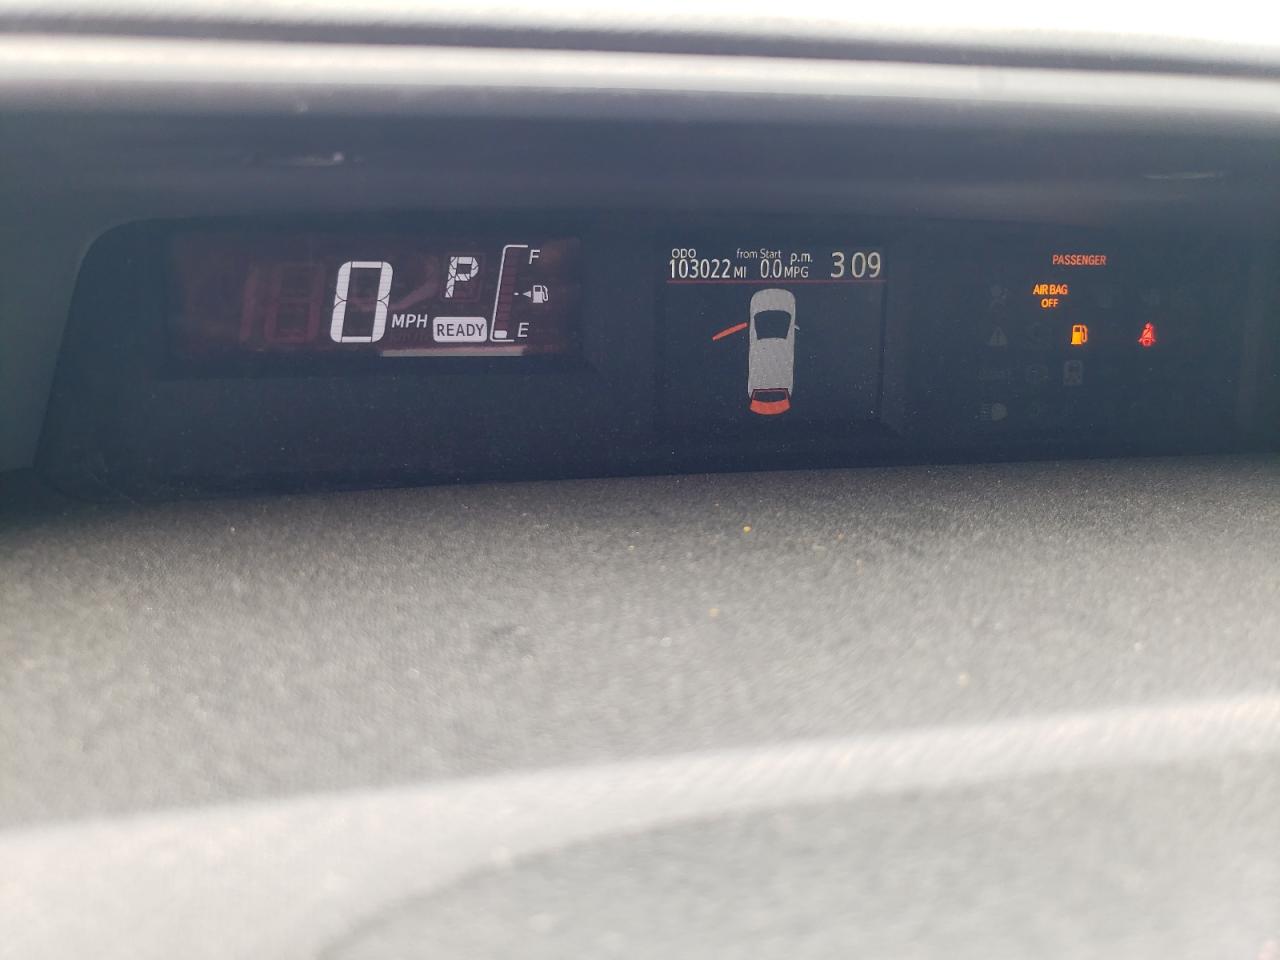 0 MPH
P
READY
F
E
ODO
103022 MI
from Start
0.0 MPG
p.m.
3 09
PASSENGER
AIR BAG
OFF